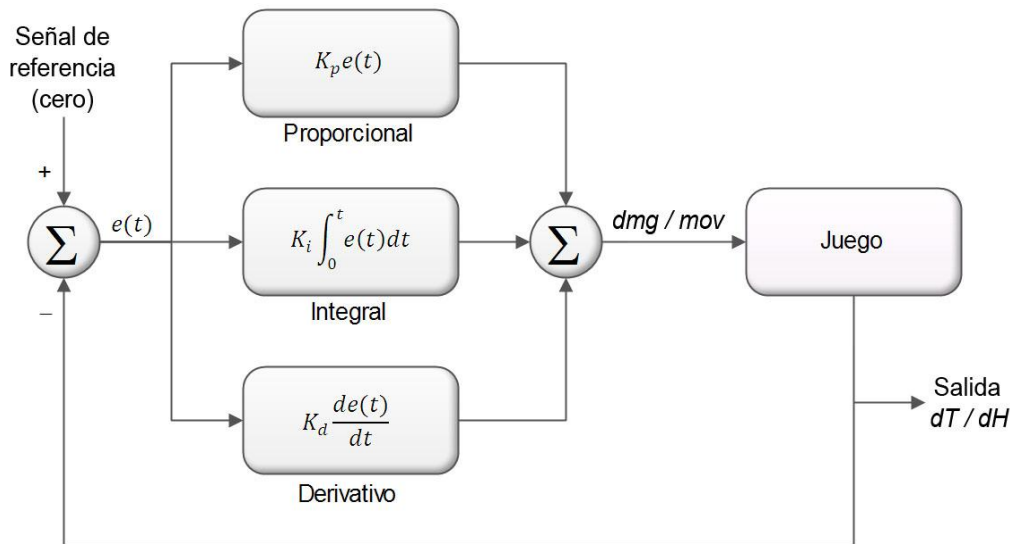 Señal de
referencia
(cero)
+
−
Σ
e(t)
K_p e(t)
Proporcional
K_i ∫_0^t e(t)dt
Integral
K_d de(t)/dt
Derivativo
Σ
dmg / mov
Juego
Salida
dT / dH